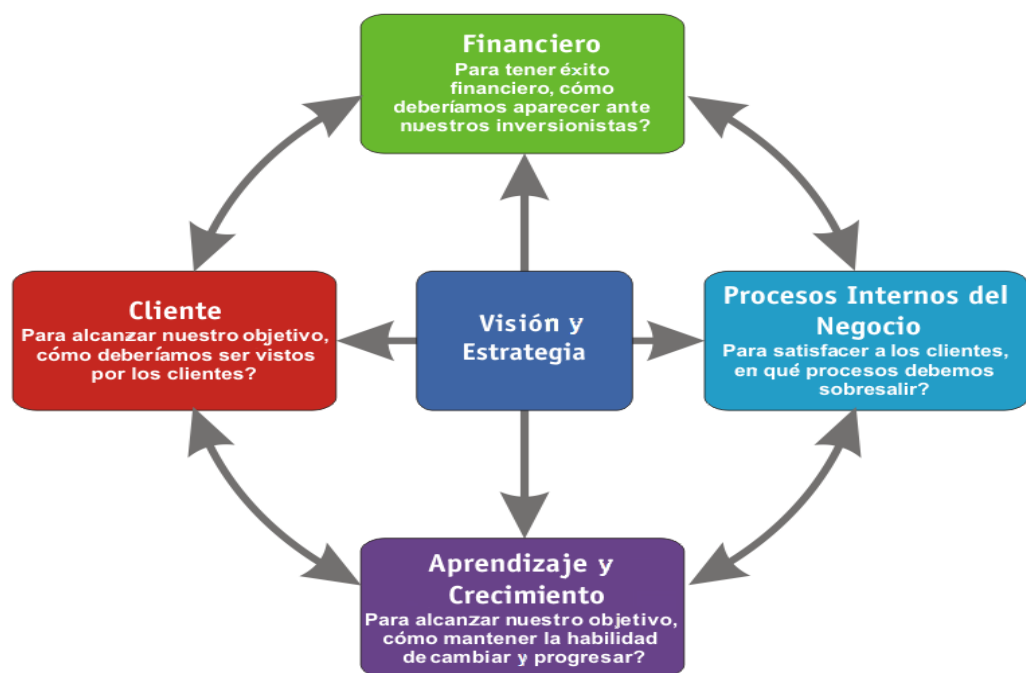 Financiero
Para tener éxito
financiero, cómo
deberíamos aparecer ante
nuestros inversionistas?
Cliente
Para alcanzar nuestro objetivo,
cómo deberíamos ser vistos
por los clientes?
Visión y
Estrategia
Procesos Internos del
Negocio
Para satisfacer a los clientes,
en qué procesos debemos
sobresalir?
Aprendizaje y
Crecimiento
Para alcanzar nuestro objetivo,
cómo mantener la habilidad
de cambiar y progresar?